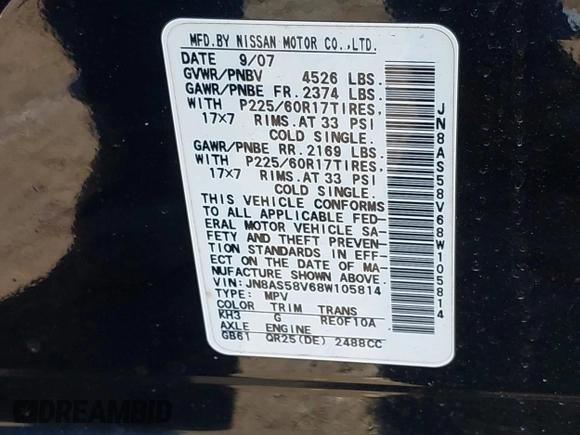 MFD.BY NISSAN MOTOR CO.,LTD.
DATE 9/07
GVWR/PNBV 4526 LBS.
GAWR/PNBE FR.2374 LBS.
WITH P225/60R17TIRES,
17×7 RIMS.AT 33 PSI
COLD SINGLE.
GAWR/PNBE RR.2169 LBS.
WITH P225/60R17TIRES,
17×7 RIMS.AT 33 PSI
COLD SINGLE.
THIS VEHICLE CONFORMS
TO ALL APPLICABLE FED-
ERAL MOTOR VEHICLE SA-
FETY AND THEFT PREVEN-
TION STANDARDS IN EFF-
ECT ON THE DATE OF MA-
NUFACTURE SHOWN ABOVE.
VIN: JN8AS58V68W105814
TYPE: MPV
COLOR TRIM TRANS
KH3 G RE0F10A
AXLE ENGINE
GB61 QR25(DE) 2488CC
JN8AS58V68W105814
DREAMBID